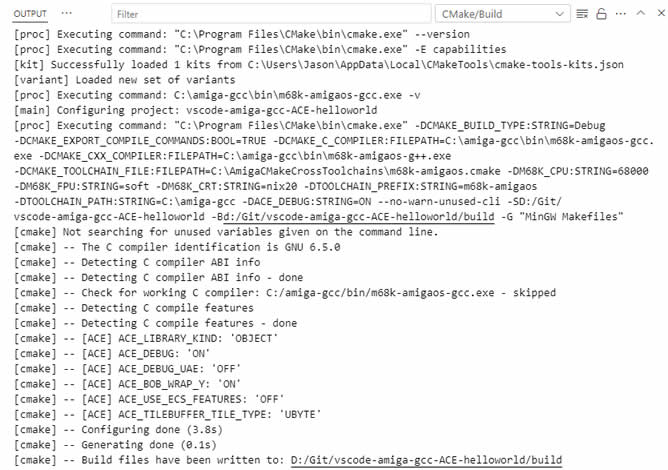 OUTPUT ... Filter CMake/Build ...
[proc] Executing command: "C:\Program Files\CMake\bin\cmake.exe" --version
[proc] Executing command: "C:\Program Files\CMake\bin\cmake.exe" -E capabilities
[kit] Successfully loaded 1 kits from C:\Users\Jason\AppData\Local\CMakeTools\cmake-tools-kits.json
[variant] Loaded new set of variants
[proc] Executing command: C:\amiga-gcc\bin\m68k-amigaos-gcc.exe -v
[main] Configuring project: vscode-amiga-gcc-ACE-helloworld
[proc] Executing command: "C:\Program Files\CMake\bin\cmake.exe" -DCMAKE_BUILD_TYPE:STRING=Debug
-DCMAKE_EXPORT_COMPILE_COMMANDS:BOOL=TRUE -DCMAKE_C_COMPILER:FILEPATH=C:\amiga-gcc\bin\m68k-amigaos-gcc.
exe -DCMAKE_CXX_COMPILER:FILEPATH=C:\amiga-gcc\bin\m68k-amigaos-g++.exe
-DCMAKE_TOOLCHAIN_FILE:FILEPATH=C:\AmigaCMakeCrossToolchains\m68k-amigaos.cmake -DM68K_CPU:STRING=68000
-DM68K_FPU:STRING=soft -DM68K_CRT:STRING=nix20 -DTOOLCHAIN_PREFIX:STRING=m68k-amigaos
-DTOOLCHAIN_PATH:STRING=C:\amiga-gcc -DACE_DEBUG:STRING=ON --no-warn-unused-cli -SD:/Git/
vscode-amiga-gcc-ACE-helloworld -Bd:/Git/vscode-amiga-gcc-ACE-helloworld/build -G "MinGW Makefiles"
[cmake] Not searching for unused variables given on the command line.
[cmake] -- The C compiler identification is GNU 6.5.0
[cmake] -- Detecting C compiler ABI info
[cmake] -- Detecting C compiler ABI info - done
[cmake] -- Check for working C compiler: C:/amiga-gcc/bin/m68k-amigaos-gcc.exe - skipped
[cmake] -- Detecting C compile features
[cmake] -- Detecting C compile features - done
[cmake] -- [ACE] ACE_LIBRARY_KIND: 'OBJECT'
[cmake] -- [ACE] ACE_DEBUG: 'ON'
[cmake] -- [ACE] ACE_DEBUG_UAE: 'OFF'
[cmake] -- [ACE] ACE_BOB_WRAP_Y: 'ON'
[cmake] -- [ACE] ACE_USE_ECS_FEATURES: 'OFF'
[cmake] -- [ACE] ACE_TILEBUFFER_TILE_TYPE: 'UBYTE'
[cmake] -- Configuring done (3.8s)
[cmake] -- Generating done (0.1s)
[cmake] -- Build files have been written to: D:/Git/vscode-amiga-gcc-ACE-helloworld/build